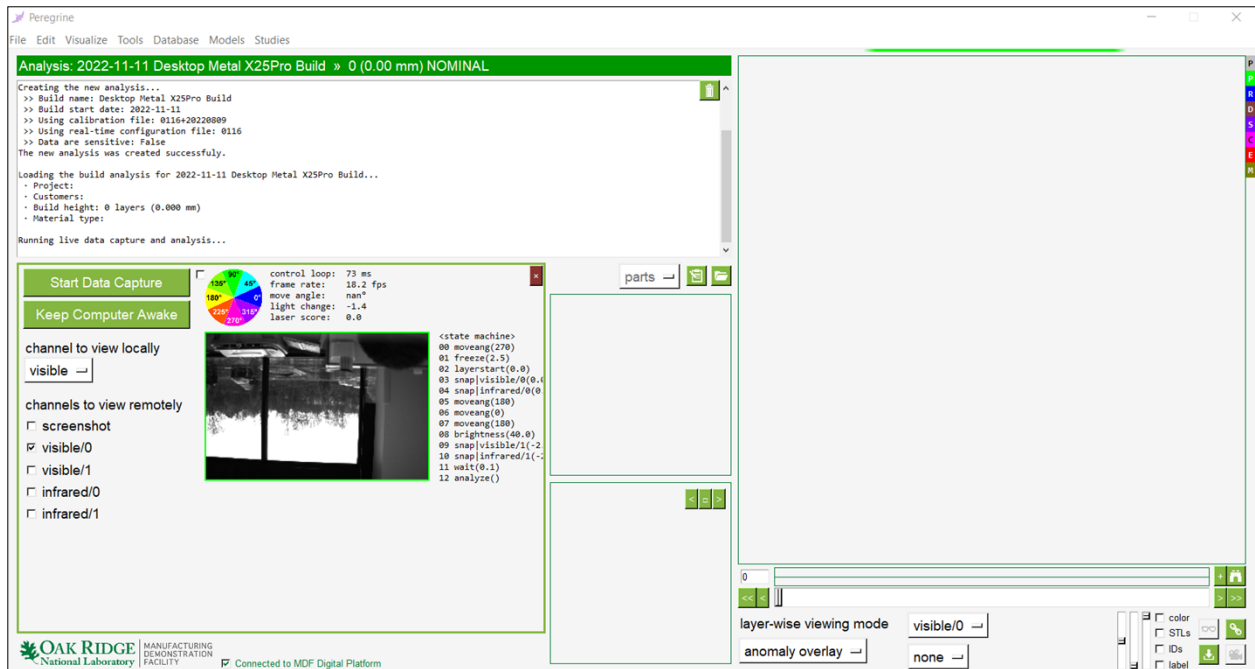 Peregrine
File Edit Visualize Tools Database Models Studies
Analysis: 2022-11-11 Desktop Metal X25Pro Build » 0 (0.00 mm) NOMINAL
Creating the new analysis...
>> Build name: Desktop Metal X25Pro Build
>> Build start date: 2022-11-11
>> Using calibration file: 0116+20220809
>> Using real-time configuration file: 0116
>> Data are sensitive: False
The new analysis was created successfuly.
Loading the build analysis for 2022-11-11 Desktop Metal X25Pro Build...
· Project:
· Customers:
· Build height: 0 layers (0.000 mm)
· Material type:
Running live data capture and analysis...
P
P
R
D
S
C
E
M
Start Data Capture
Keep Computer Awake
channel to view locally
visible
channels to view remotely
screenshot
visible/0
visible/1
infrared/0
infrared/1
90°
135° 45°
180° 0°
225° 315°
270°
control loop: 73 ms
frame rate: 18.2 fps
move angle: nan°
light change: -1.4
laser score: 0.0
×
<state machine>
00 moveang(270)
01 freeze(2.5)
02 layerstart(0.0)
03 snap|visible/0(0.
04 snap|infrared/0(0.
05 moveang(180)
06 moveang(0)
07 moveang(180)
08 brightness(40.0)
09 snap|visible/1(-2.
10 snap|infrared/1(-2
11 wait(0.1)
12 analyze()
parts
< □ >
0
+
<< < > >>
layer-wise viewing mode
anomaly overlay
visible/0
none
color
STLs
IDs
label
OAK RIDGE
National Laboratory
MANUFACTURING
DEMONSTRATION
FACILITY
Connected to MDF Digital Platform